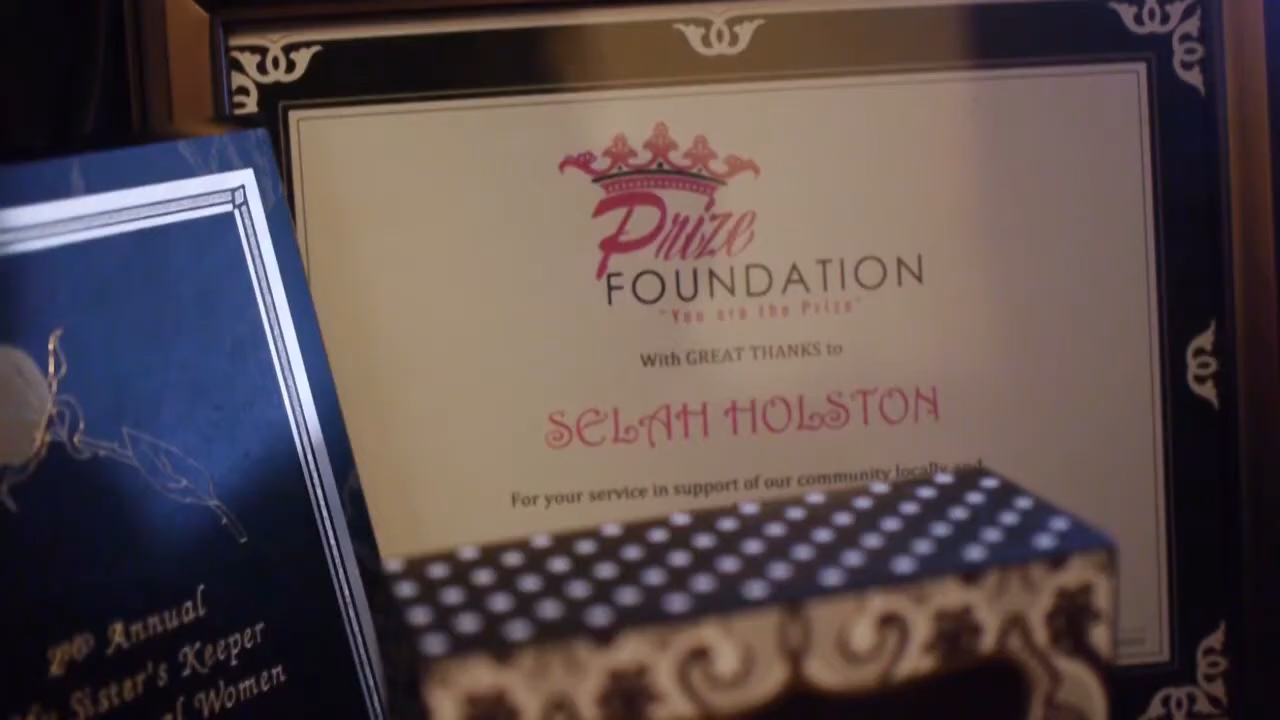 Prize
FOUNDATION
"You are the Prize"
With GREAT THANKS to
SELAH HOLSTON
For your service in support of our community locally and
Annual
Sister's Keeper
Women